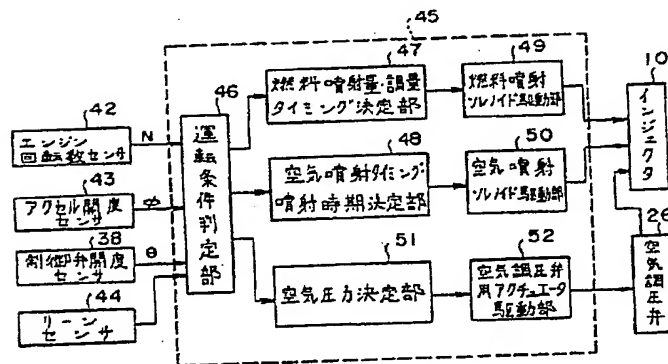 45
42
エンジン
回転数センサ
N
43
アクセル開度
センサ
φ
38
制御弁開度
センサ
θ
44
リーン
センサ
46
運転条件判定部
47
燃料噴射量・調量
タイミング決定部
48
空気噴射タイミング
噴射時期決定部
51
空気圧力決定部
49
燃料噴射
ソレノイド駆動部
50
空気噴射
ソレノイド駆動部
52
空気調圧弁
用アクチュエータ
駆動部
10
インジェクタ
26
空気調圧弁